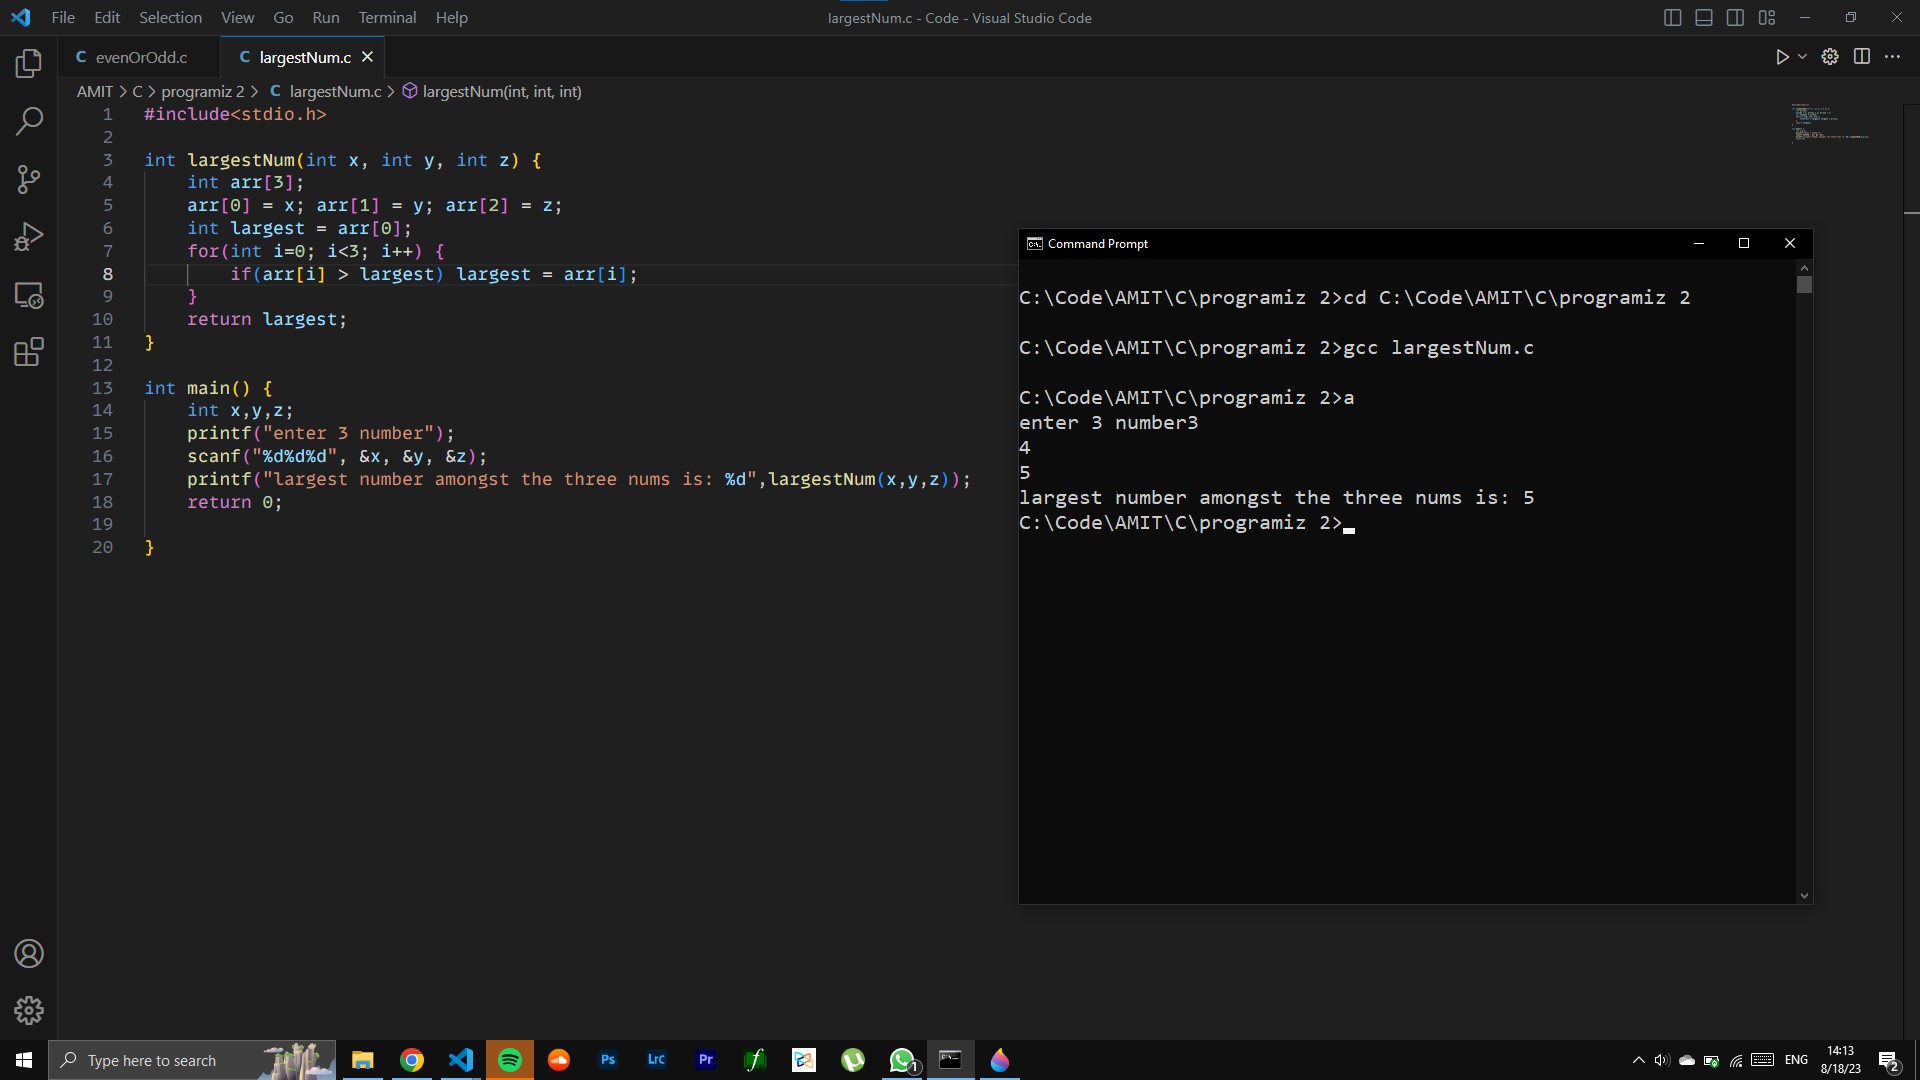 File Edit Selection View Go Run Terminal Help
largestNum.c - Code - Visual Studio Code
C evenOrOdd.c
C largestNum.c
AMIT > C > programiz 2 > C largestNum.c > largestNum(int, int, int)
1 #include<stdio.h>
2
3 int largestNum(int x, int y, int z) {
4 int arr[3];
5 arr[0] = x; arr[1] = y; arr[2] = z;
6 int largest = arr[0];
7 for(int i=0; i<3; i++) {
8 if(arr[i] > largest) largest = arr[i];
9 }
10 return largest;
11 }
12
13 int main() {
14 int x,y,z;
15 printf("enter 3 number");
16 scanf("%d%d%d", &x, &y, &z);
17 printf("largest number amongst the three nums is: %d",largestNum(x,y,z));
18 return 0;
19
20 }
Command Prompt
C:\Code\AMIT\C\programiz 2>cd C:\Code\AMIT\C\programiz 2
C:\Code\AMIT\C\programiz 2>gcc largestNum.c
C:\Code\AMIT\C\programiz 2>a
enter 3 number3
4
5
largest number amongst the three nums is: 5
C:\Code\AMIT\C\programiz 2>
Type here to search
Ps
LrC
Pr
1
ENG
14:13
8/18/23
2